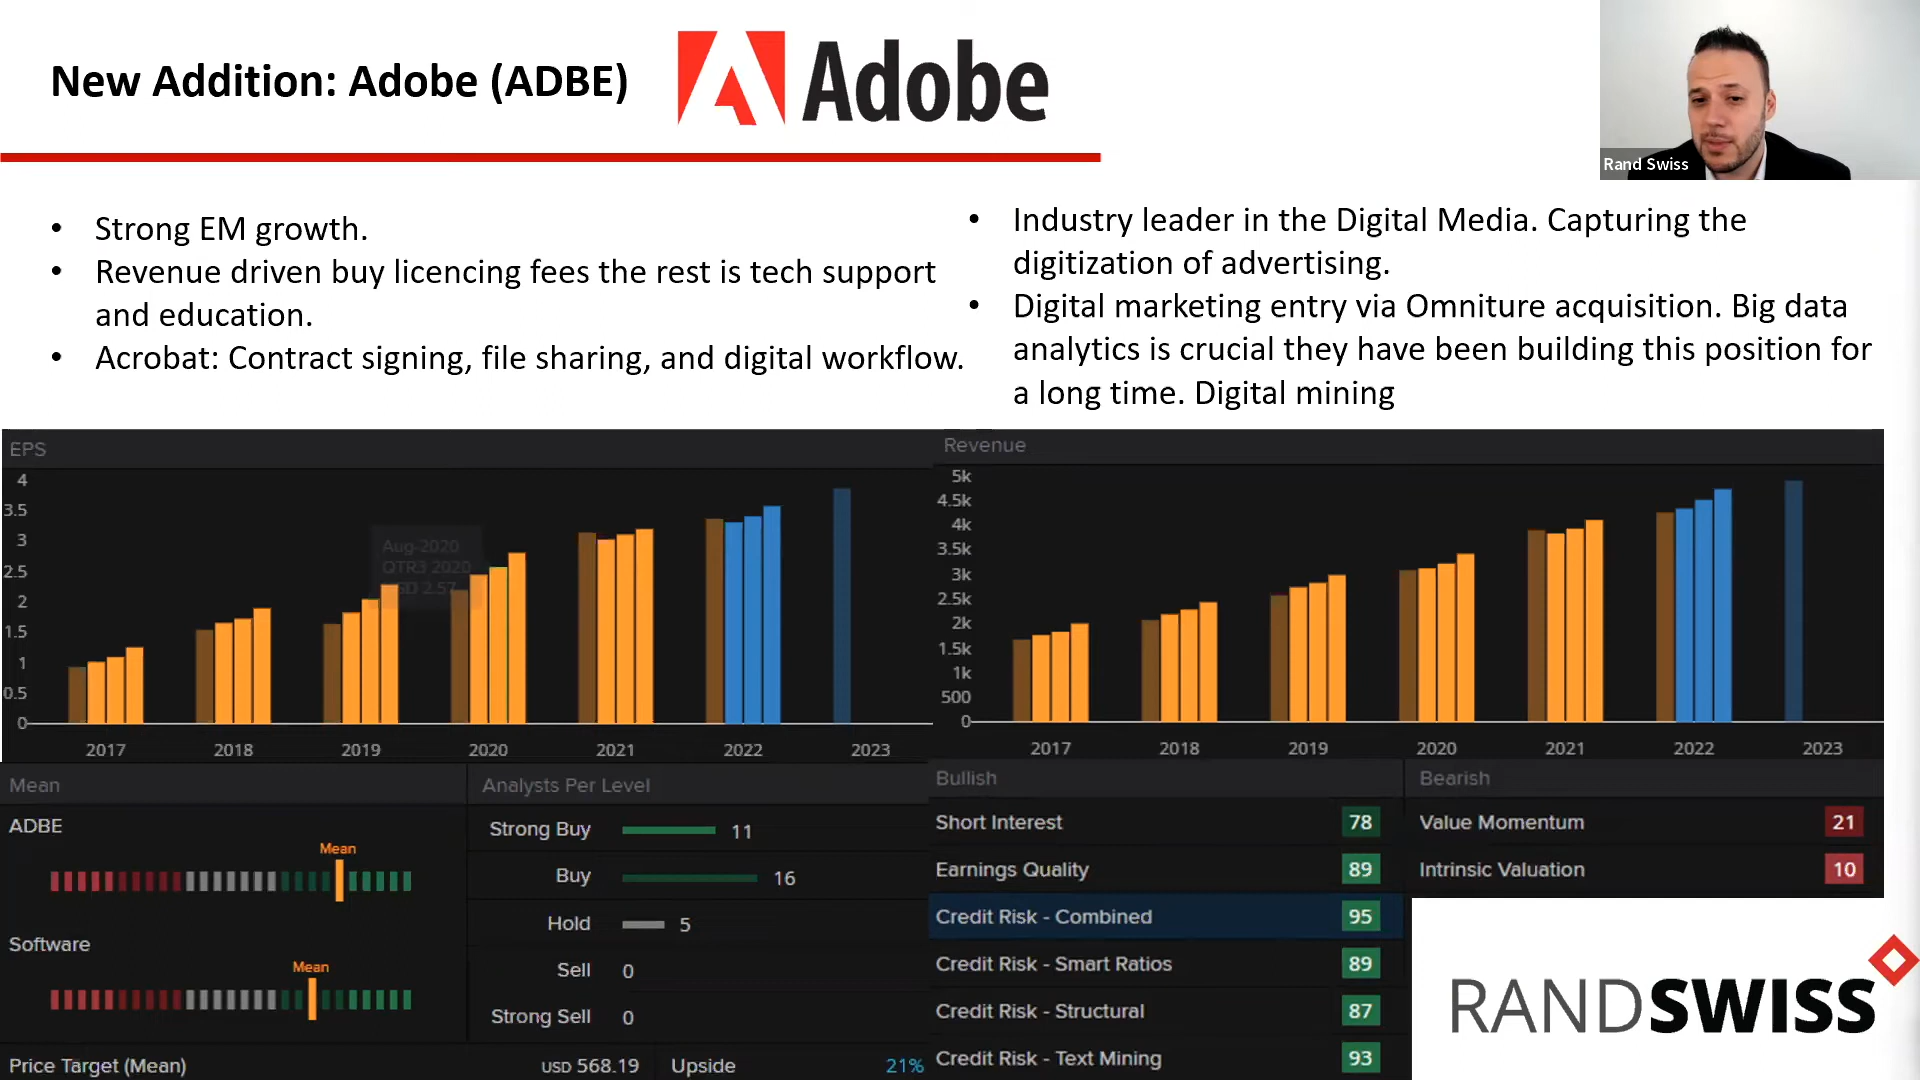 New Addition: Adobe (ADBE)
Adobe
Rand Swiss
• Strong EM growth.
• Revenue driven buy licencing fees the rest is tech support
and education.
• Acrobat: Contract signing, file sharing, and digital workflow.
• Industry leader in the Digital Media. Capturing the
digitization of advertising.
• Digital marketing entry via Omniture acquisition. Big data
analytics is crucial they have been building this position for
a long time. Digital mining
EPS
4
3.5
3
2.5
2
1.5
1
0.5
0
Aug-2020
QTR3 2020
USD 2.57
2017 2018 2019 2020 2021 2022 2023
Revenue
5k
4.5k
4k
3.5k
3k
2.5k
2k
1.5k
1k
500
0
2017 2018 2019 2020 2021 2022 2023
Mean
ADBE
Mean
Software
Mean
Price Target (Mean) USD 568.19 Upside 21%
Analysts Per Level
Strong Buy 11
Buy 16
Hold 5
Sell 0
Strong Sell 0
Bullish
Short Interest 78
Earnings Quality 89
Credit Risk - Combined 95
Credit Risk - Smart Ratios 89
Credit Risk - Structural 87
Credit Risk - Text Mining 93
Bearish
Value Momentum 21
Intrinsic Valuation 10
RANDSWISS